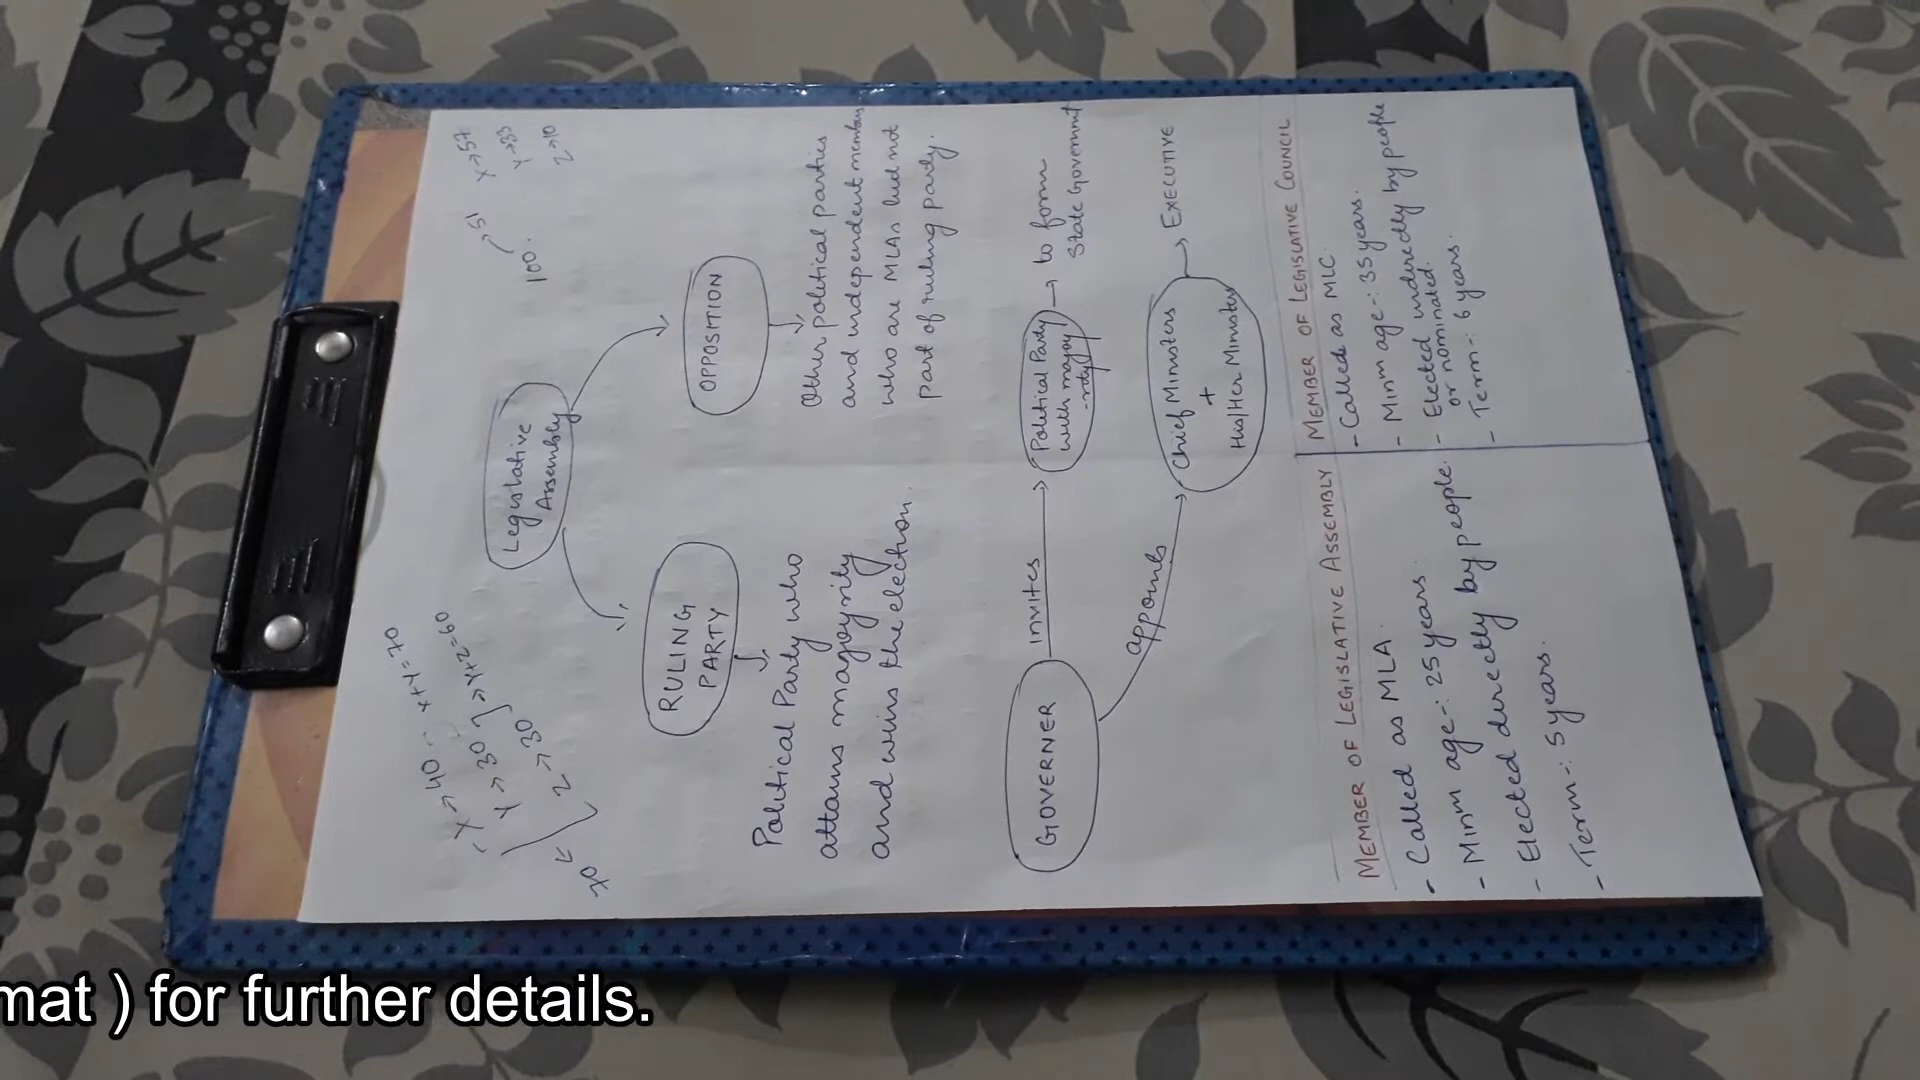 X→40 - X+Y=70
Y→30 ] → Y+Z=60
Z→30
70
51
100.
X→57
Y→33
Z→10
Legislative
Assembly
RULING
PARTY
Political Party who
attains magoyrity
and wins the election.
OPPOSITION
Other political parties
and independent members
who are MLAs but not
part of ruling party.
GOVERNER
invites
Political Party
with magoy
-rity
to form
State Government
appoints
Chief Ministers
+
His/Her Ministers
EXECUTIVE
MEMBER OF LEGISLATIVE ASSEMBLY
- Called as MLA.
- Minm age-: 25 years.
- Elected directly by people.
- Term-: 5 years.
MEMBER OF LEGISLATIVE COUNCIL
- Called as MLC.
- Minm age-: 35 years.
- Elected indirectly by people
or nominated.
- Term-: 6 years.
mat ) for further details.